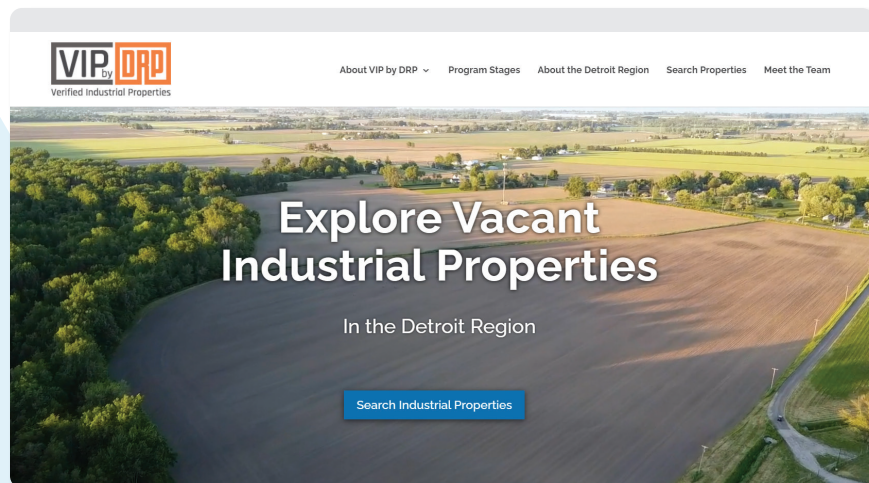 VIP by DRP
Verified Industrial Properties
About VIP by DRP
Program Stages
About the Detroit Region
Search Properties
Meet the Team
Explore Vacant
Industrial Properties
In the Detroit Region
Search Industrial Properties